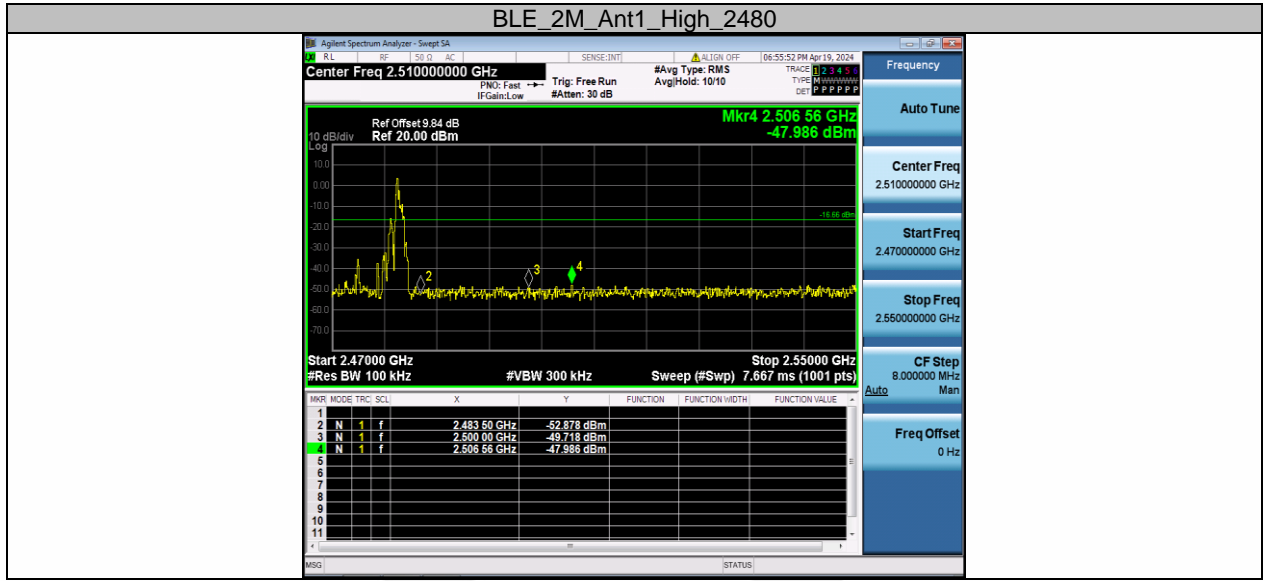 BLE_2M_Ant1_High_2480
Agilent Spectrum Analyzer - Swept SA
RL RF 50 Ω AC SENSE:INT ALIGN OFF 06:55:52 PM Apr 19, 2024
Center Freq 2.510000000 GHz
PNO: Fast
IFGain:Low
Trig: Free Run
#Atten: 30 dB
#Avg Type: RMS
Avg|Hold: 10/10
TRACE 1 2 3 4 5 6
TYPE M
DET P P P P P P
Ref Offset 9.84 dB
Ref 20.00 dBm
10 dB/div
Log
Mkr4 2.506 56 GHz
-47.986 dBm
10.0
0.00
-10.0
-20.0
-30.0
-40.0
-50.0
-60.0
-70.0
-16.66 dBm
2
3
4
Start 2.47000 GHz
Stop 2.55000 GHz
#Res BW 100 kHz
#VBW 300 kHz
Sweep (#Swp) 7.667 ms (1001 pts)
MKR MODE TRC SCL X Y FUNCTION FUNCTION WIDTH FUNCTION VALUE
1
2 N 1 f 2.483 50 GHz -52.878 dBm
3 N 1 f 2.500 00 GHz -49.718 dBm
4 N 1 f 2.506 56 GHz -47.986 dBm
5
6
7
8
9
10
11
MSG
STATUS
Frequency
Auto Tune
Center Freq
2.510000000 GHz
Start Freq
2.470000000 GHz
Stop Freq
2.550000000 GHz
CF Step
8.000000 MHz
Auto Man
Freq Offset
0 Hz